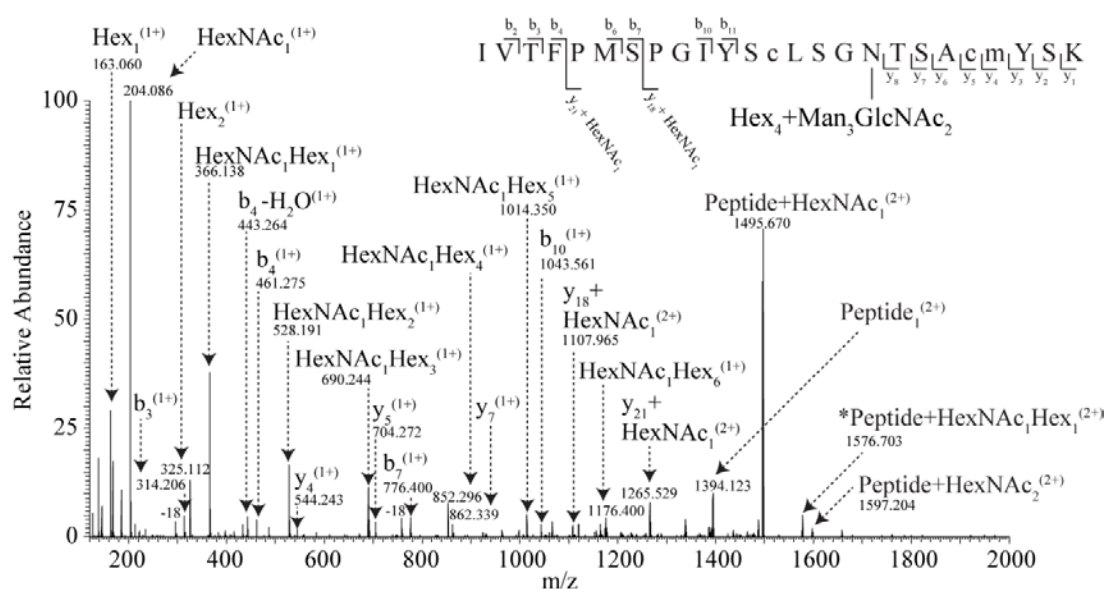 b₂ b₃ b₄ b₆ b₇ b₁₀ b₁₁
I V T F P M S P G I Y S c L S G N T S A c m Y S K
y₈ y₇ y₆ y₅ y₄ y₃ y₂ y₁
y₂₁ + HexNAc₁
y₁₈ + HexNAc₁
Hex₄+Man₃GlcNAc₂
Hex₁⁽¹⁺⁾
163.060
HexNAc₁⁽¹⁺⁾
204.086
Hex₂⁽¹⁺⁾
HexNAc₁Hex₁⁽¹⁺⁾
366.138
b₄ -H₂O⁽¹⁺⁾
443.264
b₄⁽¹⁺⁾
461.275
HexNAc₁Hex₂⁽¹⁺⁾
528.191
HexNAc₁Hex₃⁽¹⁺⁾
690.244
b₃⁽¹⁺⁾
314.206
325.112
-18
y₄⁽¹⁺⁾
544.243
y₅⁽¹⁺⁾
704.272
b₇⁽¹⁺⁾
776.400
-18
HexNAc₁Hex₄⁽¹⁺⁾
852.296
y₇⁽¹⁺⁾
862.339
HexNAc₁Hex₅⁽¹⁺⁾
1014.350
b₁₀⁽¹⁺⁾
1043.561
y₁₈+
HexNAc₁⁽²⁺⁾
1107.965
HexNAc₁Hex₆⁽¹⁺⁾
1176.400
y₂₁+
HexNAc₁⁽²⁺⁾
1265.529
Peptide+HexNAc₁⁽²⁺⁾
1495.670
Peptide₁⁽²⁺⁾
1394.123
*Peptide+HexNAc₁Hex₁⁽²⁺⁾
1576.703
Peptide+HexNAc₂⁽²⁺⁾
1597.204
Relative Abundance
100
75
50
25
0
200 400 600 800 1000 1200 1400 1600 1800 2000
m/z